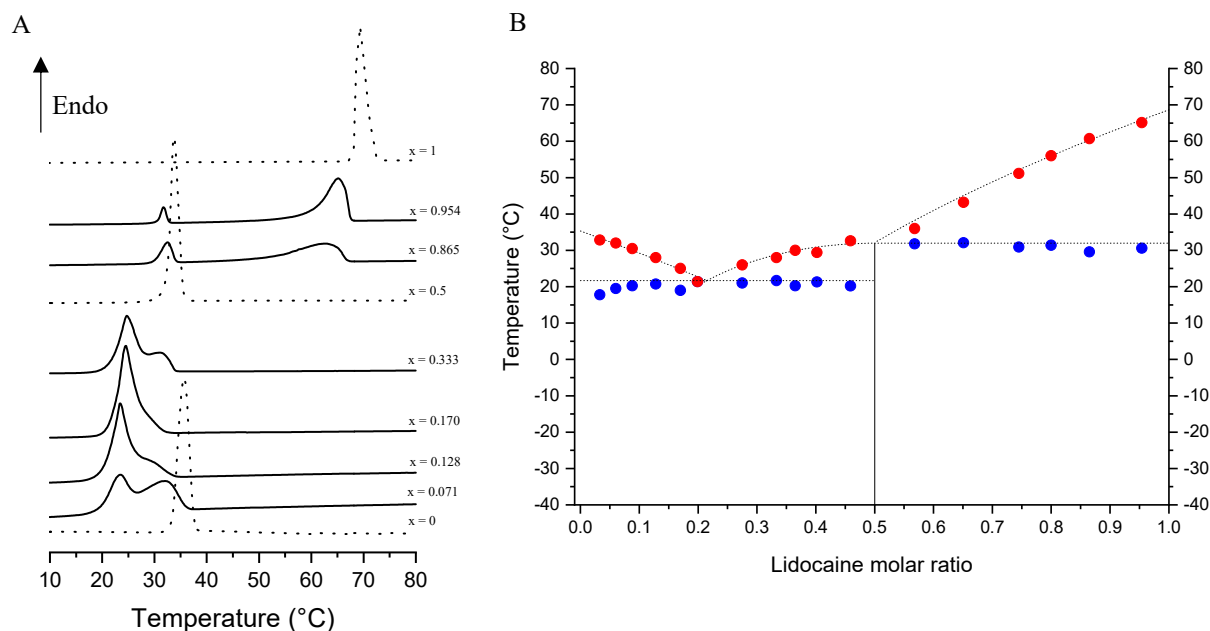 A
Endo
x = 1
x = 0.954
x = 0.865
x = 0.5
x = 0.333
x = 0.170
x = 0.128
x = 0.071
x = 0
10 20 30 40 50 60 70 80
Temperature (°C)
B
80 80
70 70
60 60
50 50
40 40
30 30
20 20
10 10
0 0
-10 -10
-20 -20
-30 -30
-40 -40
Temperature (°C)
0.0 0.1 0.2 0.3 0.4 0.5 0.6 0.7 0.8 0.9 1.0
Lidocaine molar ratio